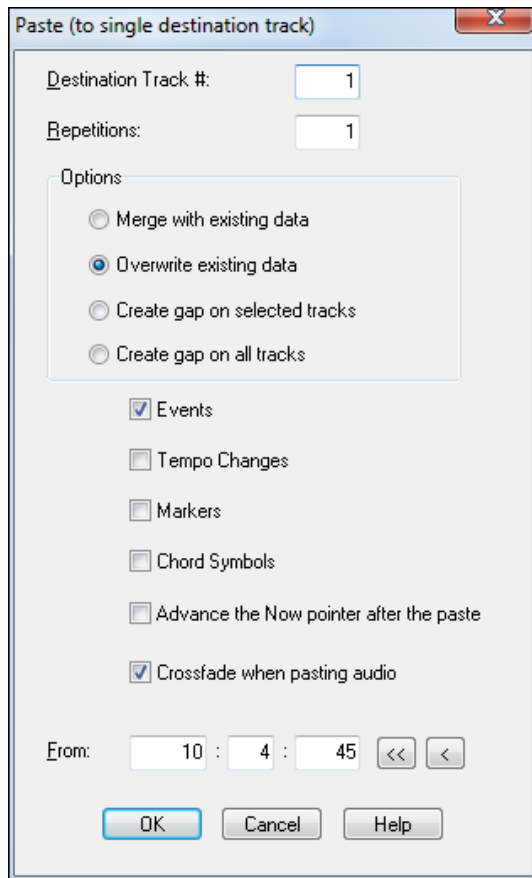 Paste (to single destination track)
Destination Track #: 1
Repetitions: 1
Options
Merge with existing data
Overwrite existing data
Create gap on selected tracks
Create gap on all tracks
Events
Tempo Changes
Markers
Chord Symbols
Advance the Now pointer after the paste
Crossfade when pasting audio
From: 10 : 4 : 45 << <
OK Cancel Help